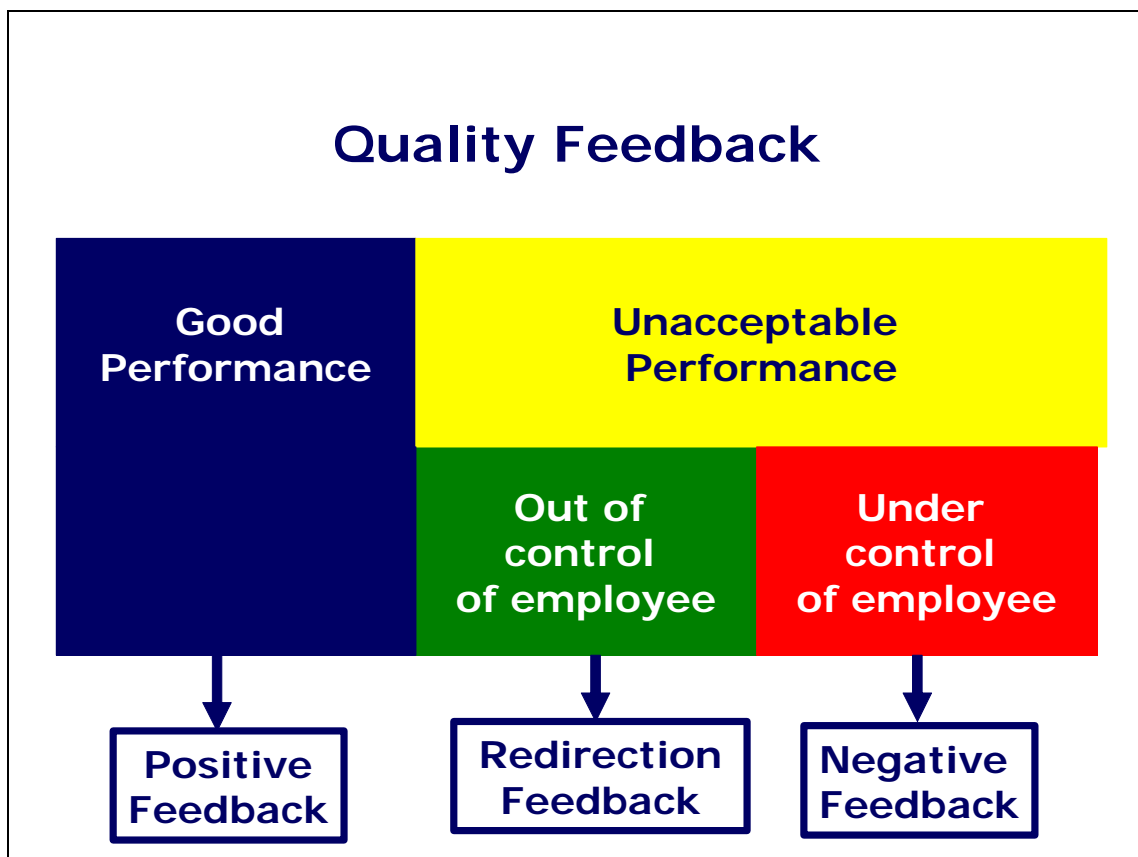 Quality Feedback
Good
Performance
Unacceptable
Performance
Out of
control
of employee
Under
control
of employee
Positive
Feedback
Redirection
Feedback
Negative
Feedback